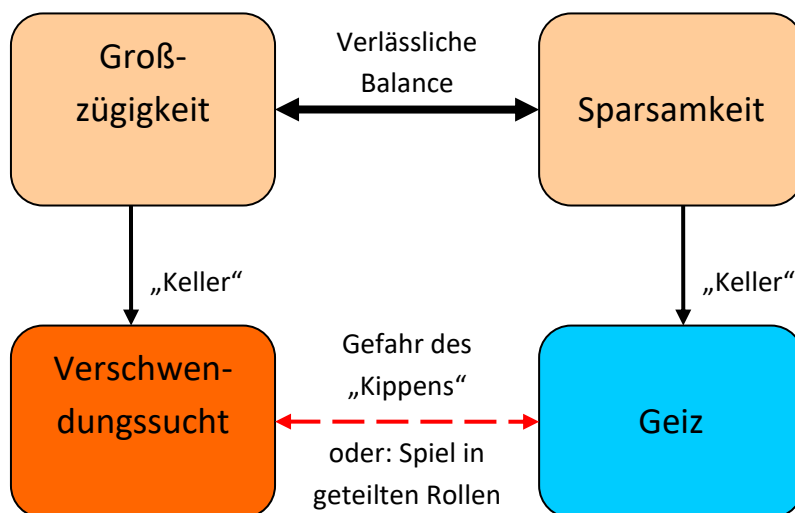 Groß-
zügigkeit
Verlässliche
Balance
Sparsamkeit
„Keller“
„Keller“
Verschwen-
dungssucht
Gefahr des
„Kippens“
oder: Spiel in
geteilten Rollen
Geiz